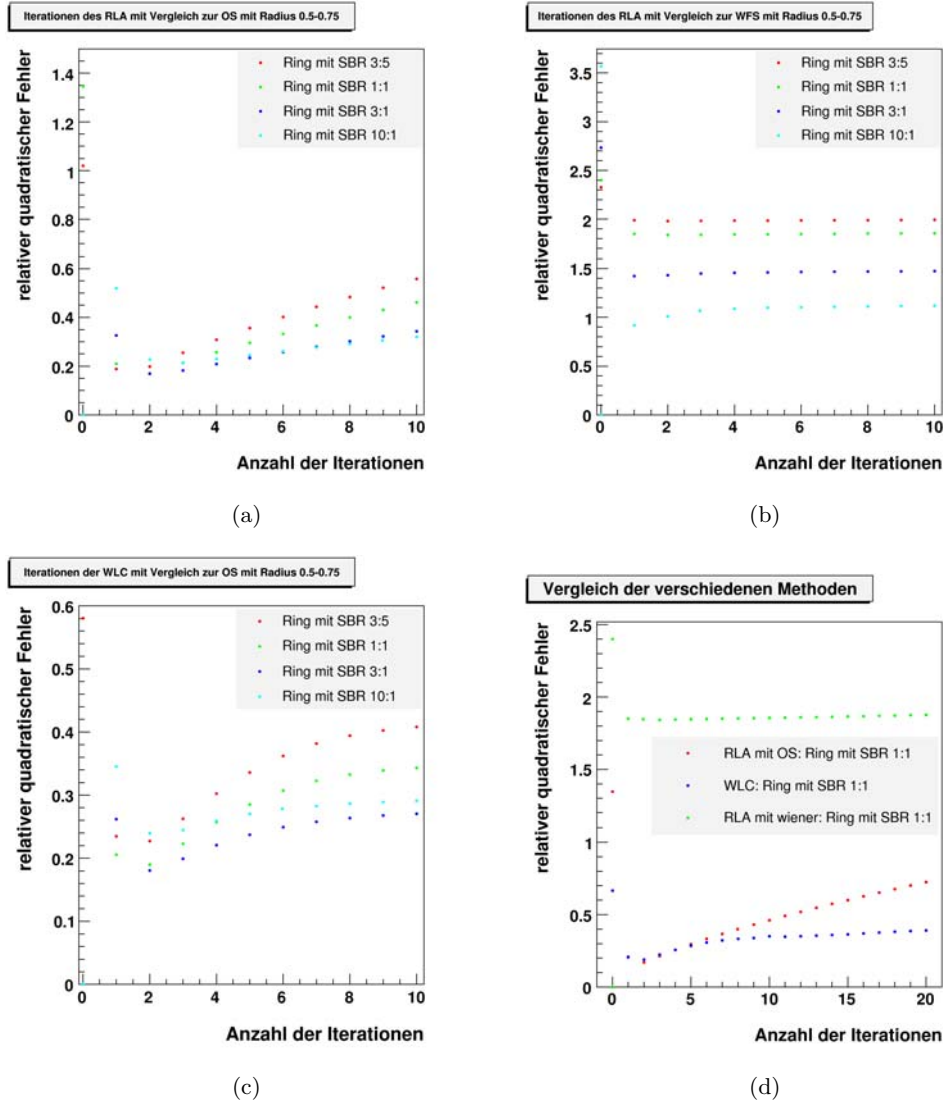 Iterationen des RLA mit Vergleich zur OS mit Radius 0.5-0.75
relativer quadratischer Fehler
1.4
1.2
1
0.8
0.6
0.4
0.2
0
0 2 4 6 8 10
Anzahl der Iterationen
Ring mit SBR 3:5
Ring mit SBR 1:1
Ring mit SBR 3:1
Ring mit SBR 10:1
(a)
Iterationen des RLA mit Vergleich zur WFS mit Radius 0.5-0.75
relativer quadratischer Fehler
3.5
3
2.5
2
1.5
1
0.5
0
0 2 4 6 8 10
Anzahl der Iterationen
Ring mit SBR 3:5
Ring mit SBR 1:1
Ring mit SBR 3:1
Ring mit SBR 10:1
(b)
Iterationen der WLC mit Vergleich zur OS mit Radius 0.5-0.75
relativer quadratischer Fehler
0.6
0.5
0.4
0.3
0.2
0.1
0
0 2 4 6 8 10
Anzahl der Iterationen
Ring mit SBR 3:5
Ring mit SBR 1:1
Ring mit SBR 3:1
Ring mit SBR 10:1
(c)
Vergleich der verschiedenen Methoden
relativer quadratischer Fehler
2.5
2
1.5
1
0.5
0
0 5 10 15 20
Anzahl der Iterationen
RLA mit OS: Ring mit SBR 1:1
WLC: Ring mit SBR 1:1
RLA mit wiener: Ring mit SBR 1:1
(d)